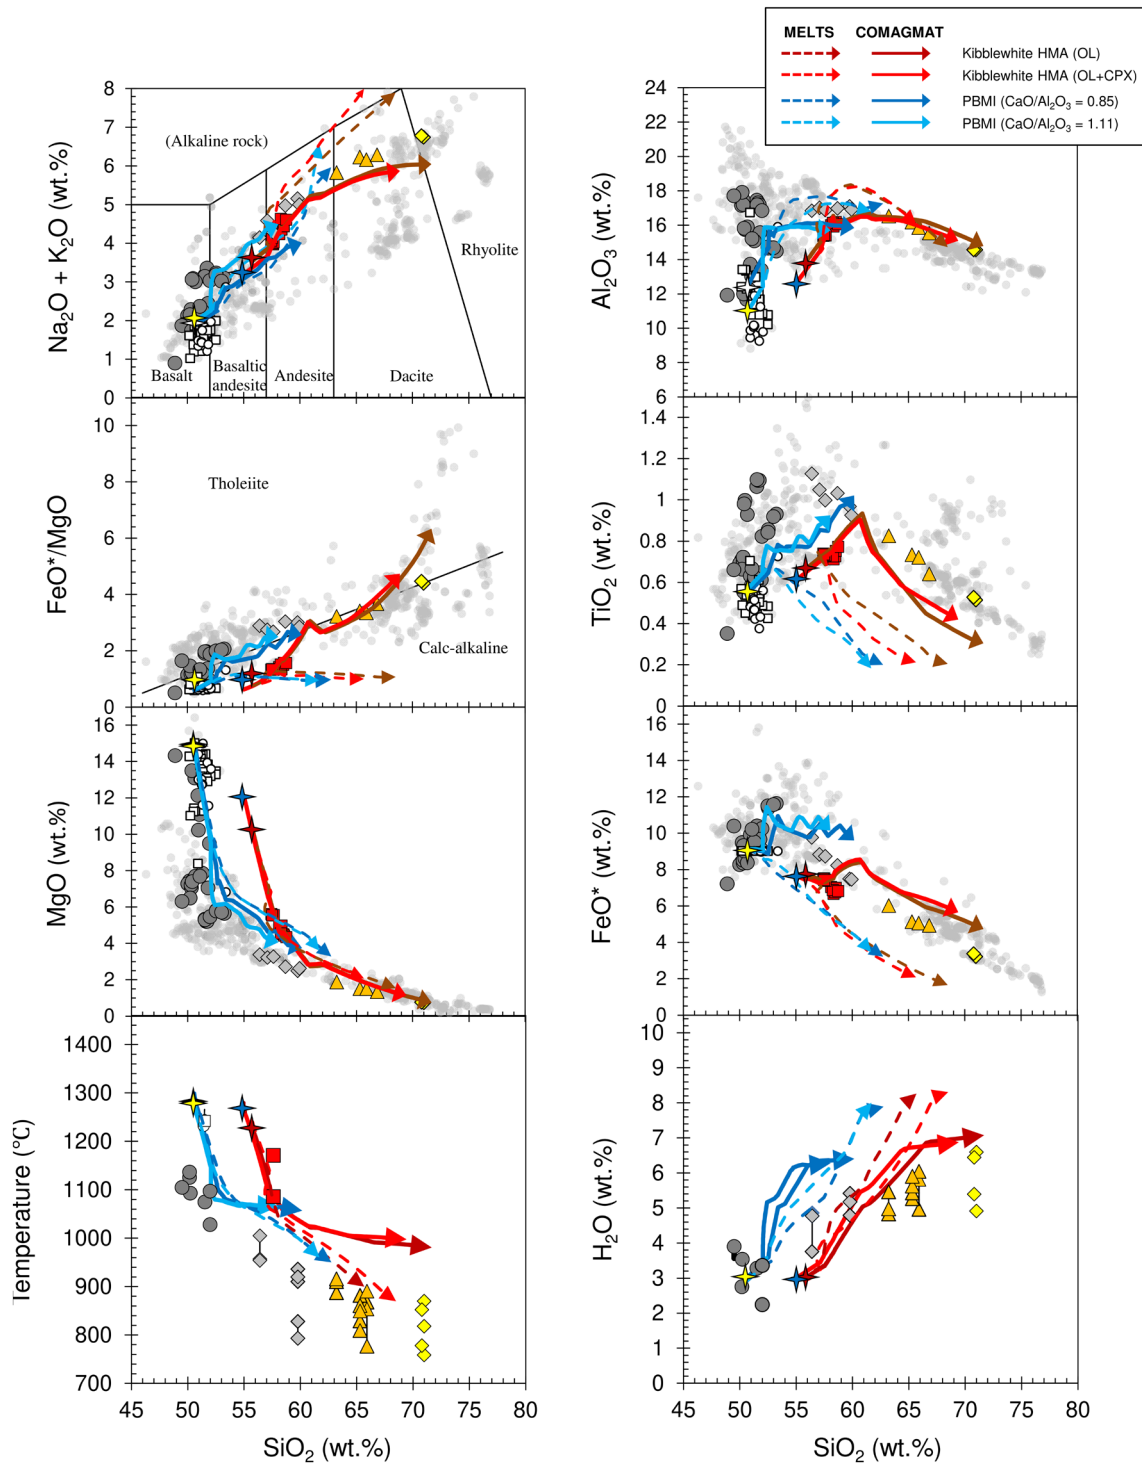 MELTS COMAGMAT
Kibblewhite HMA (OL)
Kibblewhite HMA (OL+CPX)
PBMI (CaO/Al₂O₃ = 0.85)
PBMI (CaO/Al₂O₃ = 1.11)
Na₂O + K₂O (wt.%)
8
7
6
5
4
3
2
1
0
(Alkaline rock)
Rhyolite
Basalt
Basaltic
andesite
Andesite
Dacite
Al₂O₃ (wt.%)
24
22
20
18
16
14
12
10
8
6
FeO*/MgO
10
8
6
4
2
0
Tholeiite
Calc-alkaline
TiO₂ (wt.%)
1.4
1.2
1
0.8
0.6
0.4
0.2
0
MgO (wt.%)
16
14
12
10
8
6
4
2
0
FeO* (wt.%)
16
14
12
10
8
6
4
2
0
Temperature (℃)
1400
1300
1200
1100
1000
900
800
700
45 50 55 60 65 70 75 80
SiO₂ (wt.%)
H₂O (wt.%)
10
9
8
7
6
5
4
3
2
1
0
45 50 55 60 65 70 75 80
SiO₂ (wt.%)